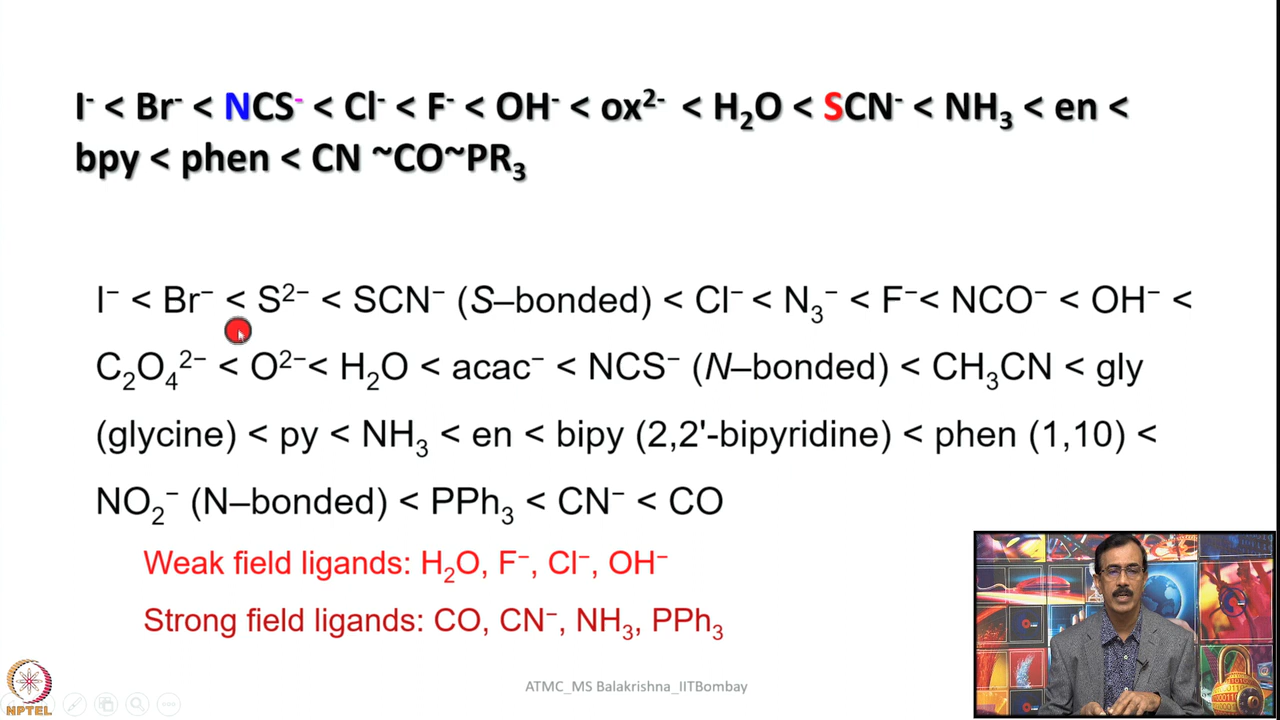 I⁻ < Br⁻ < NCS⁻ < Cl⁻ < F⁻ < OH⁻ < ox²⁻ < H₂O < SCN⁻ < NH₃ < en <
bpy < phen < CN ~CO~PR₃
I⁻ < Br⁻ < S²⁻ < SCN⁻ (S–bonded) < Cl⁻ < N₃⁻ < F⁻< NCO⁻ < OH⁻ <
C₂O₄²⁻ < O²⁻< H₂O < acac⁻ < NCS⁻ (N–bonded) < CH₃CN < gly
(glycine) < py < NH₃ < en < bipy (2,2'-bipyridine) < phen (1,10) <
NO₂⁻ (N–bonded) < PPh₃ < CN⁻ < CO
Weak field ligands: H₂O, F⁻, Cl⁻, OH⁻
Strong field ligands: CO, CN⁻, NH₃, PPh₃
ATMC_MS Balakrishna_IITBombay
NPTEL